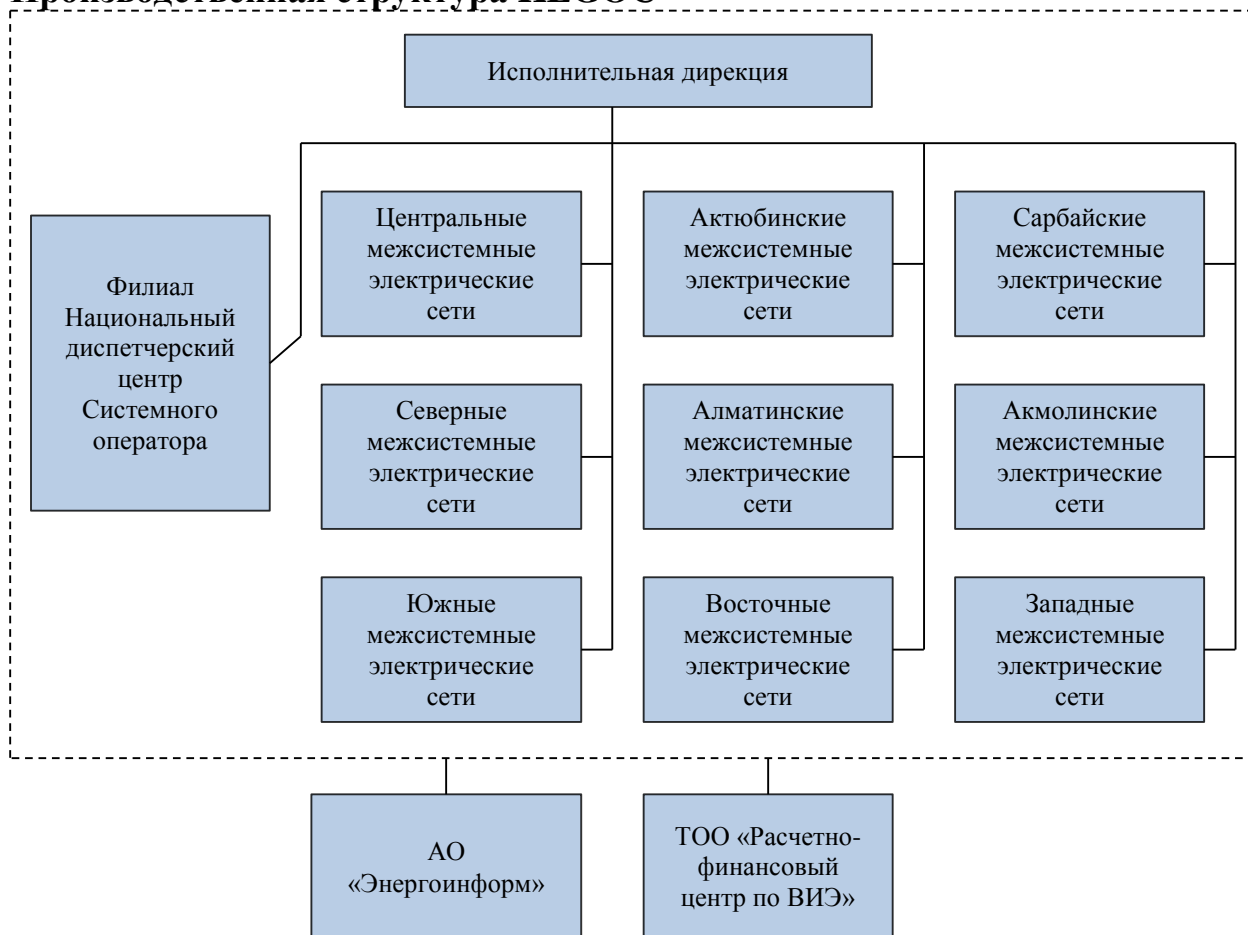 Исполнительная дирекция
Филиал
Национальный
диспетчерский
центр
Системного
оператора
Центральные
межсистемные
электрические
сети
Актюбинские
межсистемные
электрические
сети
Сарбайские
межсистемные
электрические
сети
Северные
межсистемные
электрические
сети
Алматинские
межсистемные
электрические
сети
Акмолинские
межсистемные
электрические
сети
Южные
межсистемные
электрические
сети
Восточные
межсистемные
электрические
сети
Западные
межсистемные
электрические
сети
АО
«Энергоинформ»
ТОО «Расчетно-
финансовый
центр по ВИЭ»